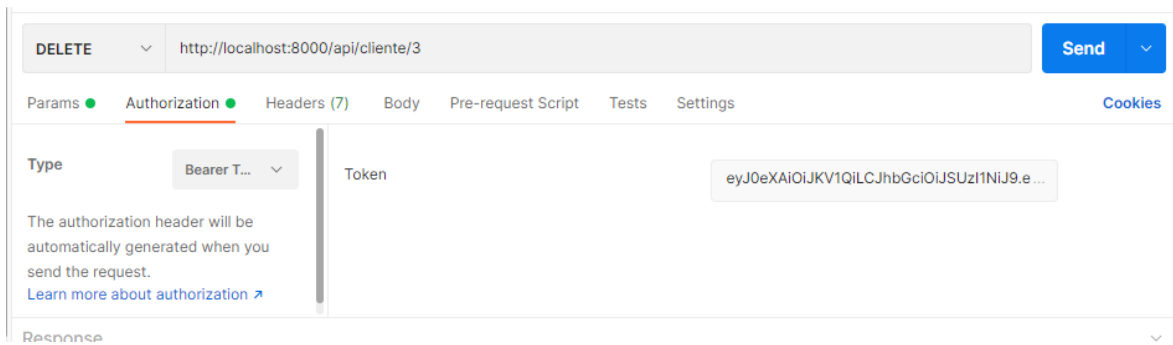 DELETE http://localhost:8000/api/cliente/3 Send
Params Authorization Headers (7) Body Pre-request Script Tests Settings Cookies
Type Bearer T... Token eyJ0eXAiOiJKV1QiLCJhbGciOiJSUzI1NiJ9.e...
The authorization header will be
automatically generated when you
send the request.
Learn more about authorization ↗
Response